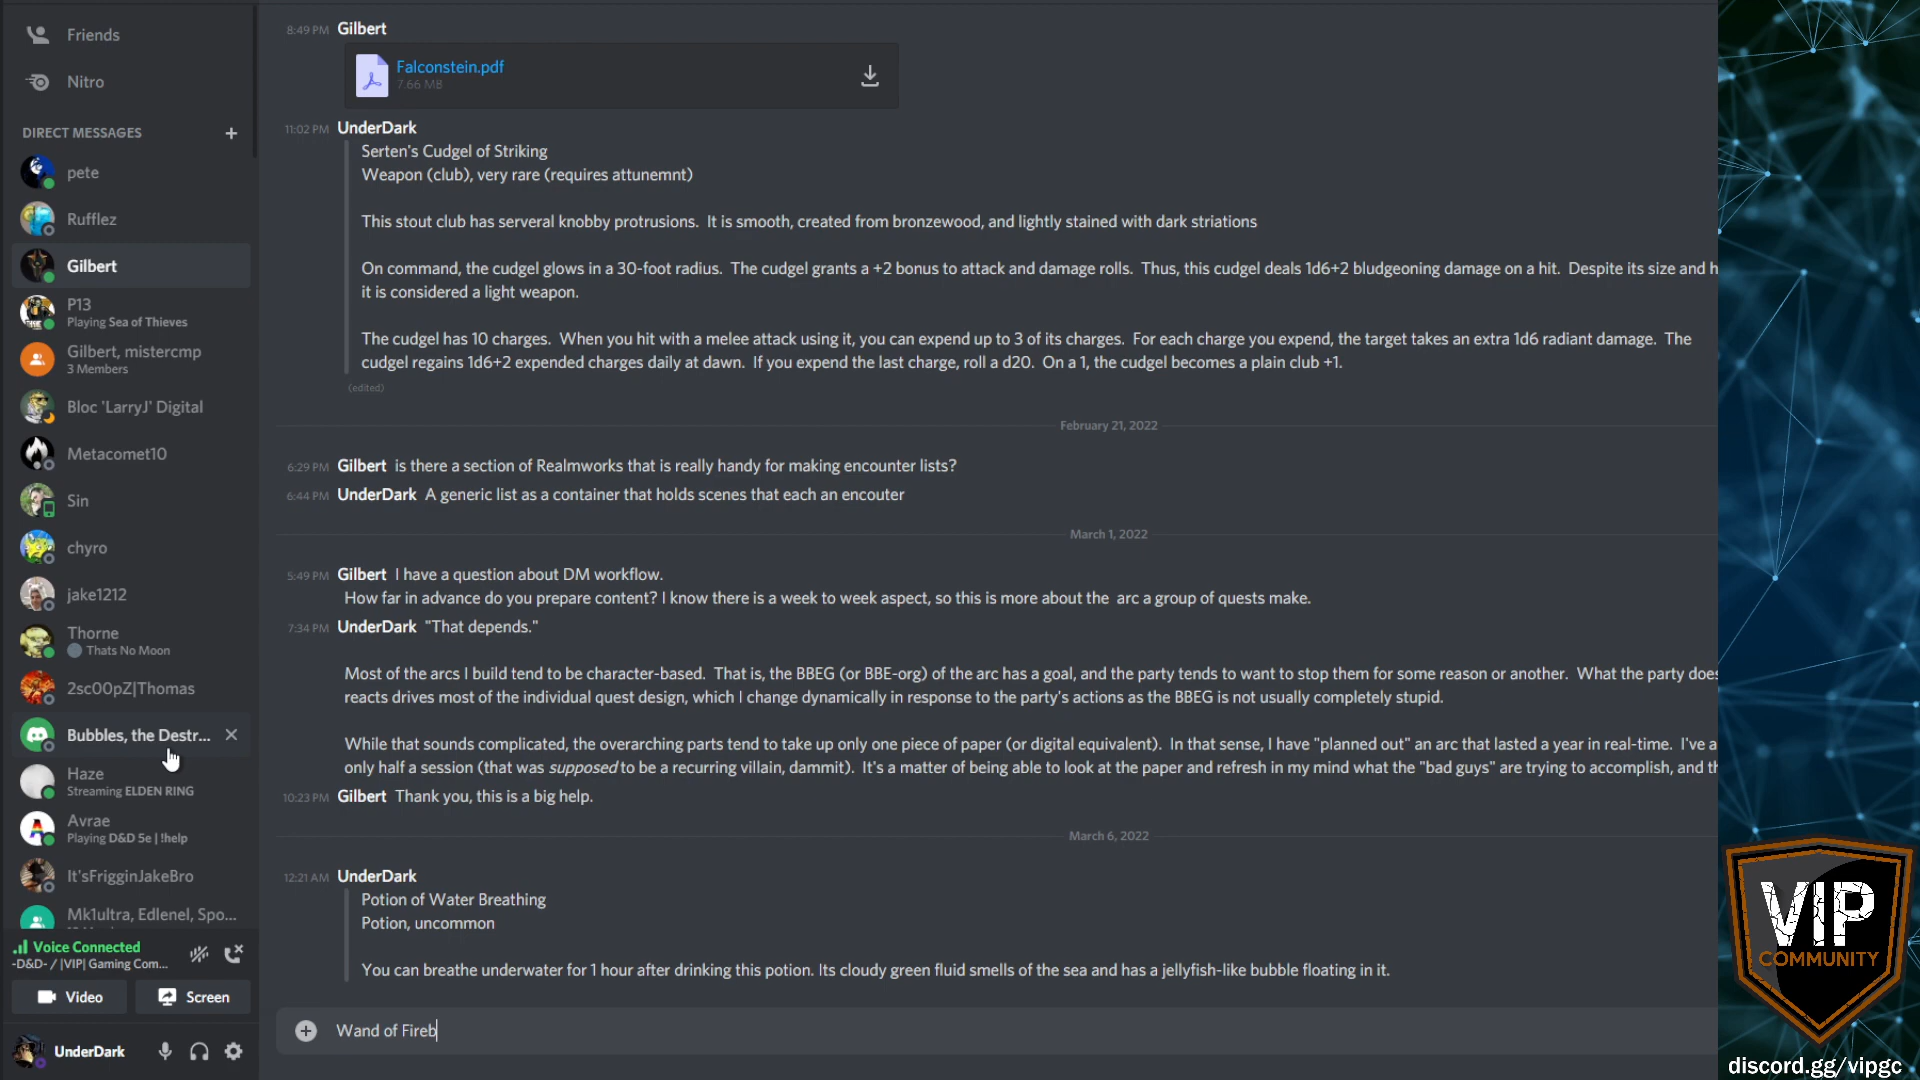 Friends
Nitro
DIRECT MESSAGES +
pete
Rufflez
Gilbert
P13
Playing Sea of Thieves
Gilbert, mistercmp
3 Members
Bloc 'LarryJ' Digital
Metacomet10
Sin
chyro
jake1212
Thorne
Thats No Moon
2sc00pZ|Thomas
Bubbles, the Destr...
Haze
Streaming ELDEN RING
Avrae
Playing D&D 5e | !help
It'sFrigginJakeBro
Mk1ultra, Edlenel, Spo...
Voice Connected
-D&D- / |VIP| Gaming Com...
Video
Screen
UnderDark
8:49 PM Gilbert
Falconstein.pdf
7.66 MB
11:02 PM UnderDark
Serten's Cudgel of Striking
Weapon (club), very rare (requires attunemnt)
This stout club has serveral knobby protrusions. It is smooth, created from bronzewood, and lightly stained with dark striations
On command, the cudgel glows in a 30-foot radius. The cudgel grants a +2 bonus to attack and damage rolls. Thus, this cudgel deals 1d6+2 bludgeoning damage on a hit. Despite its size and h
it is considered a light weapon.
The cudgel has 10 charges. When you hit with a melee attack using it, you can expend up to 3 of its charges. For each charge you expend, the target takes an extra 1d6 radiant damage. The
cudgel regains 1d6+2 expended charges daily at dawn. If you expend the last charge, roll a d20. On a 1, the cudgel becomes a plain club +1.
(edited)
February 21, 2022
6:29 PM Gilbert is there a section of Realmworks that is really handy for making encounter lists?
6:44 PM UnderDark A generic list as a container that holds scenes that each an encouter
March 1, 2022
5:49 PM Gilbert I have a question about DM workflow.
How far in advance do you prepare content? I know there is a week to week aspect, so this is more about the arc a group of quests make.
7:34 PM UnderDark "That depends."
Most of the arcs I build tend to be character-based. That is, the BBEG (or BBE-org) of the arc has a goal, and the party tends to want to stop them for some reason or another. What the party does
reacts drives most of the individual quest design, which I change dynamically in response to the party's actions as the BBEG is not usually completely stupid.
While that sounds complicated, the overarching parts tend to take up only one piece of paper (or digital equivalent). In that sense, I have "planned out" an arc that lasted a year in real-time. I've a
only half a session (that was supposed to be a recurring villain, dammit). It's a matter of being able to look at the paper and refresh in my mind what the "bad guys" are trying to accomplish, and th
10:23 PM Gilbert Thank you, this is a big help.
March 6, 2022
12:21 AM UnderDark
Potion of Water Breathing
Potion, uncommon
You can breathe underwater for 1 hour after drinking this potion. Its cloudy green fluid smells of the sea and has a jellyfish-like bubble floating in it.
Wand of Fireb
VIP
COMMUNITY
discord.gg/vipgc